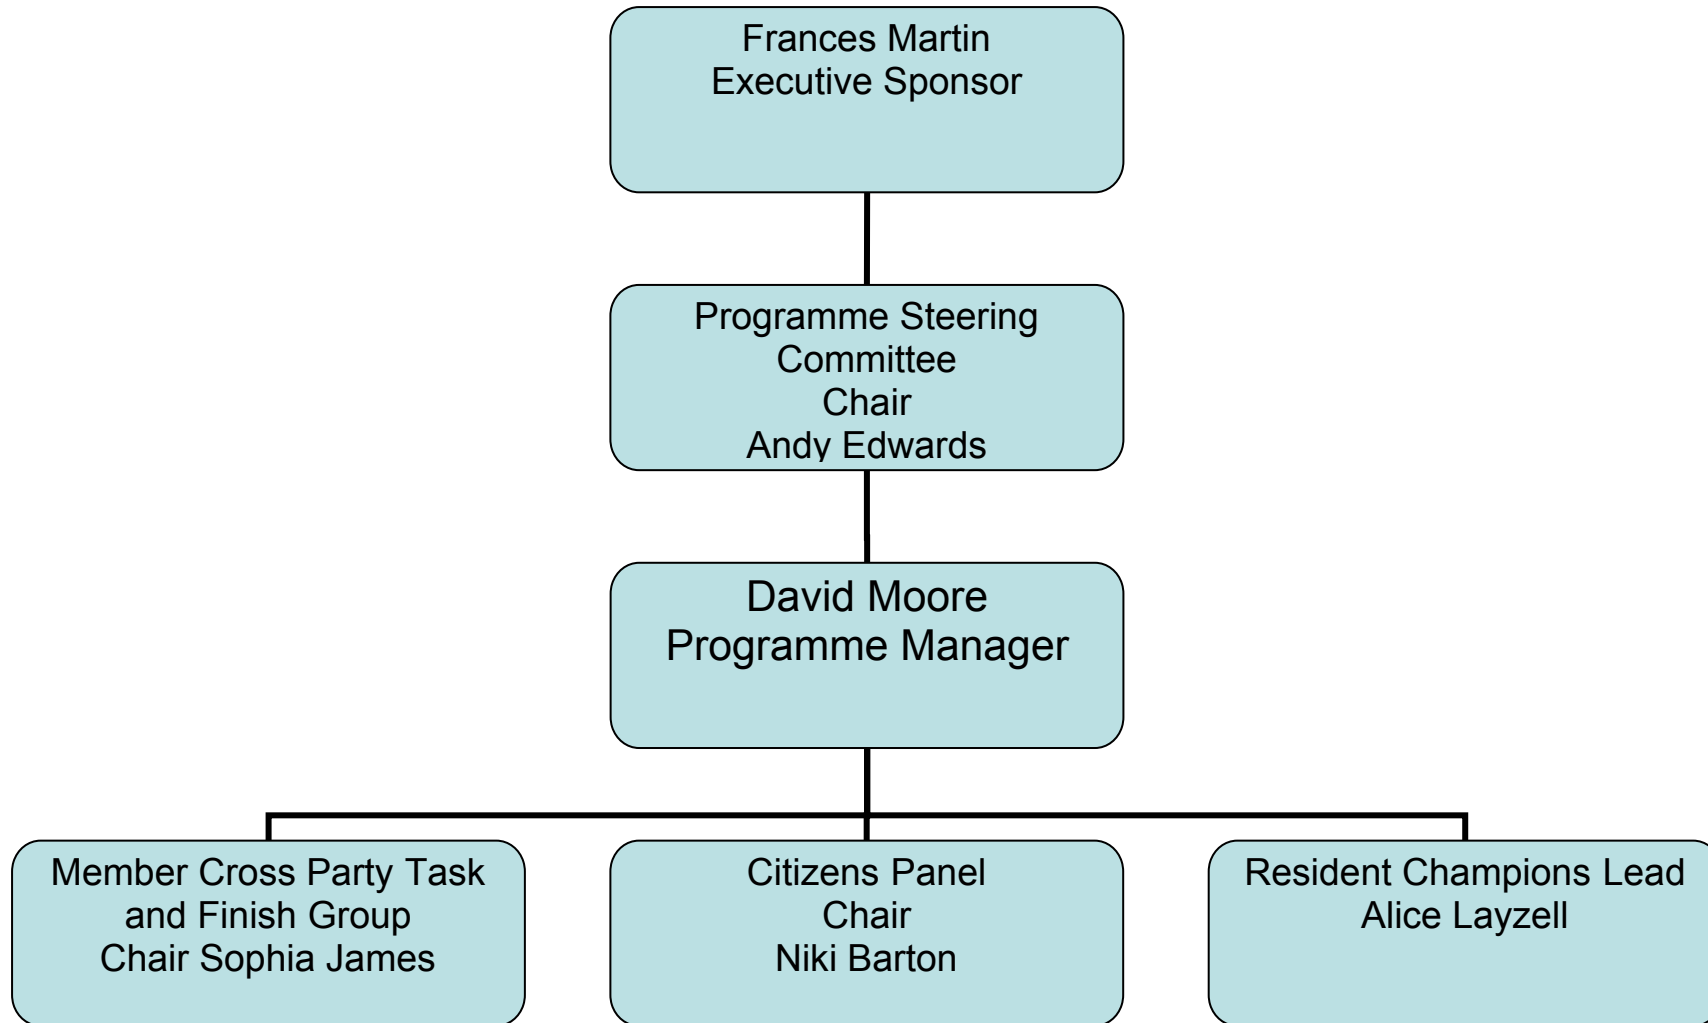 Frances Martin
Executive Sponsor
Programme Steering
Committee
Chair
Andy Edwards
David Moore
Programme Manager
Member Cross Party Task
and Finish Group
Chair Sophia James
Citizens Panel
Chair
Niki Barton
Resident Champions Lead
Alice Layzell